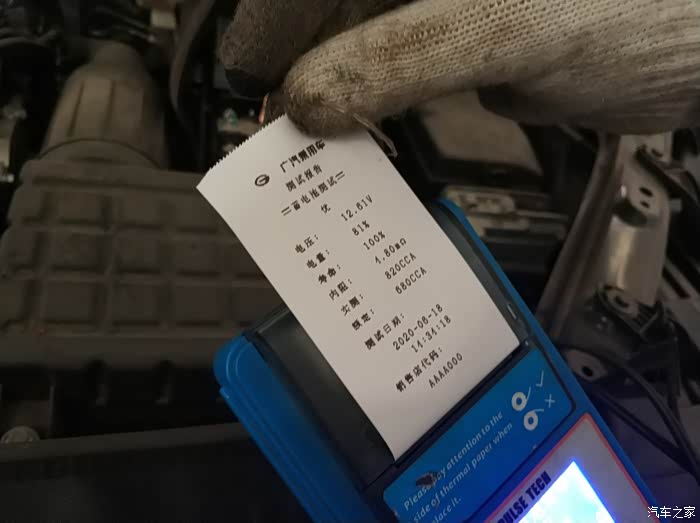 广汽乘用车
测试报告
==蓄电池测试==
优
电压: 12.61V
电量: 81%
寿命: 100%
内阻: 4.80mΩ
实测: 820CCA
额定: 680CCA
测试日期:
2020-08-18
14:34:18
销售店代码:
AAAA000
Please pay attention to the
side of thermal paper when
place it.
PULSE TECH
汽车之家